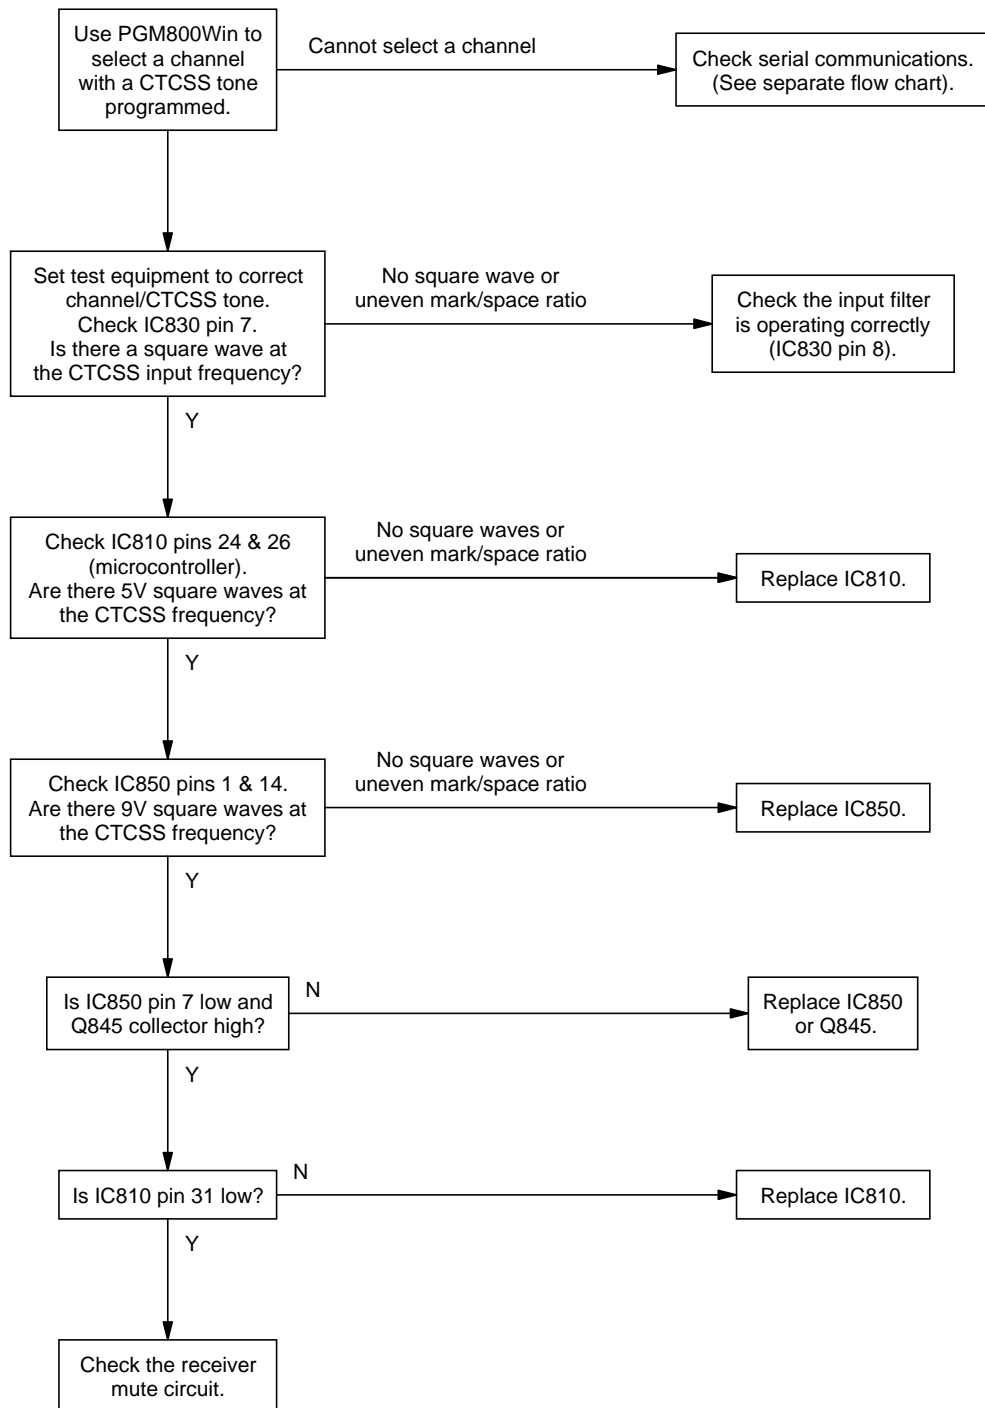 Use PGM800Win to
select a channel
with a CTCSS tone
programmed.
Cannot select a channel
Check serial communications.
(See separate flow chart).
Set test equipment to correct
channel/CTCSS tone.
Check IC830 pin 7.
Is there a square wave at
the CTCSS input frequency?
No square wave or
uneven mark/space ratio
Check the input filter
is operating correctly
(IC830 pin 8).
Y
Check IC810 pins 24 & 26
(microcontroller).
Are there 5V square waves at
the CTCSS frequency?
No square waves or
uneven mark/space ratio
Replace IC810.
Y
Check IC850 pins 1 & 14.
Are there 9V square waves at
the CTCSS frequency?
No square waves or
uneven mark/space ratio
Replace IC850.
Y
Is IC850 pin 7 low and
Q845 collector high?
N
Replace IC850
or Q845.
Y
Is IC810 pin 31 low?
N
Replace IC810.
Y
Check the receiver
mute circuit.